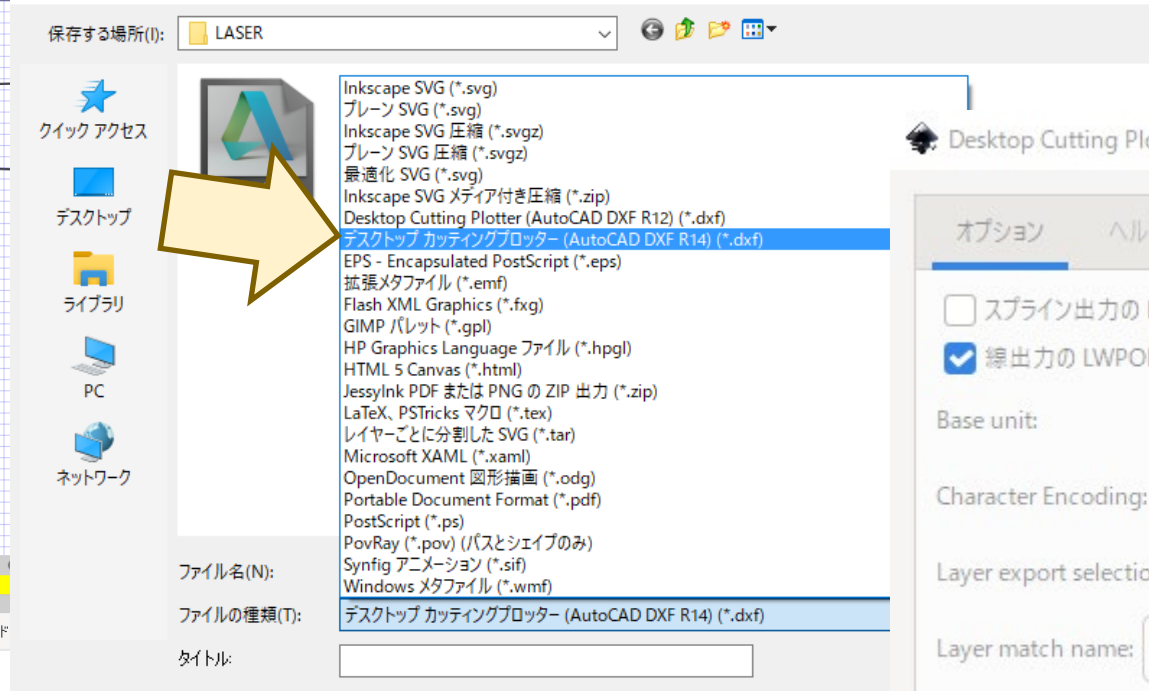 保存する場所(I):
LASER
クイック アクセス
デスクトップ
ライブラリ
PC
ネットワーク
Inkscape SVG (*.svg)
プレーン SVG (*.svg)
Inkscape SVG 圧縮 (*.svgz)
プレーン SVG 圧縮 (*.svgz)
最適化 SVG (*.svg)
Inkscape SVG メディア付き圧縮 (*.zip)
Desktop Cutting Plotter (AutoCAD DXF R12) (*.dxf)
デスクトップ カッティングプロッター (AutoCAD DXF R14) (*.dxf)
EPS - Encapsulated PostScript (*.eps)
拡張メタファイル (*.emf)
Flash XML Graphics (*.fxg)
GIMP パレット (*.gpl)
HP Graphics Language ファイル (*.hpgl)
HTML 5 Canvas (*.html)
JessyInk PDF または PNG の ZIP 出力 (*.zip)
LaTeX、PSTricks マクロ (*.tex)
レイヤーごとに分割した SVG (*.tar)
Microsoft XAML (*.xaml)
OpenDocument 図形描画 (*.odg)
Portable Document Format (*.pdf)
PostScript (*.ps)
PovRay (*.pov) (パスとシェイプのみ)
Synfig アニメーション (*.sif)
Windows メタファイル (*.wmf)
ファイル名(N):
ファイルの種類(T):
デスクトップ カッティングプロッター (AutoCAD DXF R14) (*.dxf)
タイトル:
Desktop Cutting Pl
オプション
ヘル
スプライン出力の
線出力の LWPO
Base unit:
Character Encoding:
Layer export selectio
Layer match name: